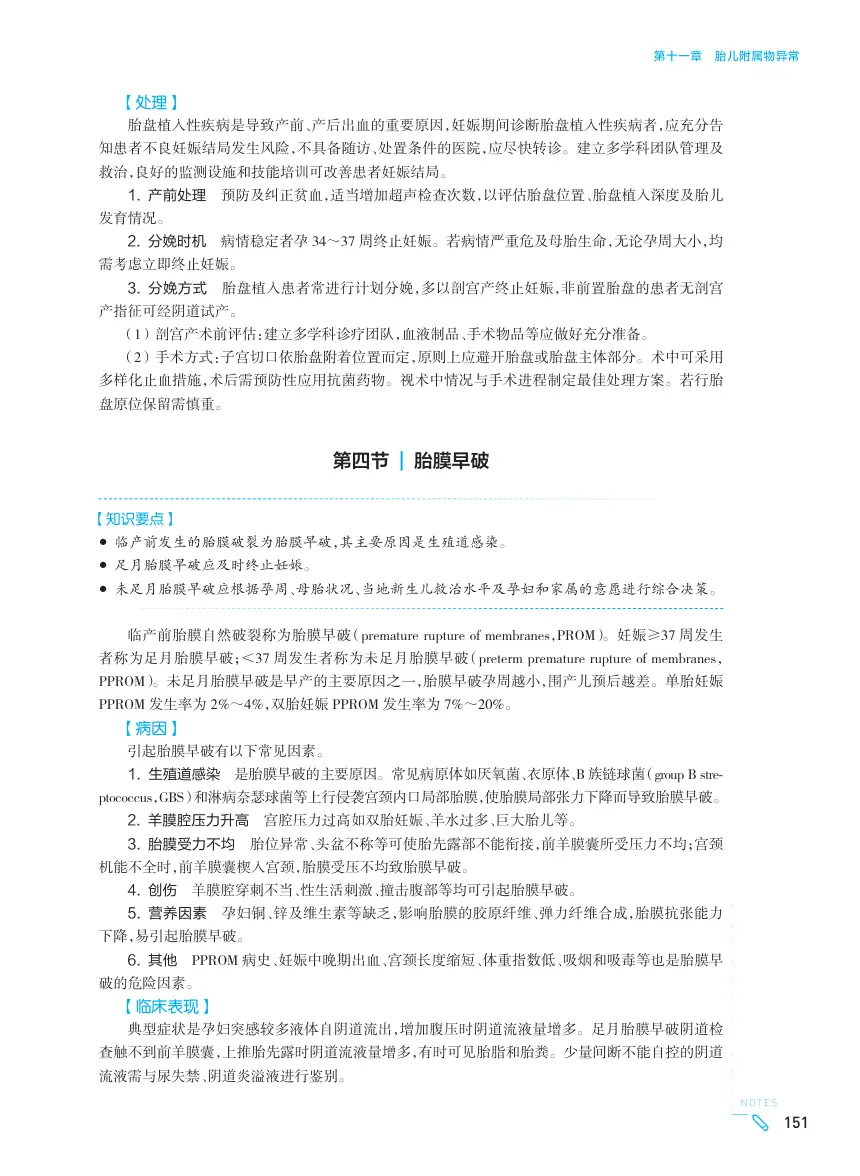 第十一章 胎儿附属物异常
【处理】
胎盘植入性疾病是导致产前、产后出血的重要原因,妊娠期间诊断胎盘植入性疾病者,应充分告
知患者不良妊娠结局发生风险,不具备随访、处置条件的医院,应尽快转诊。建立多学科团队管理及
救治,良好的监测设施和技能培训可改善患者妊娠结局。
1. 产前处理 预防及纠正贫血,适当增加超声检查次数,以评估胎盘位置、胎盘植入深度及胎儿
发育情况。
2. 分娩时机 病情稳定者孕 34~37 周终止妊娠。若病情严重危及母胎生命,无论孕周大小,均
需考虑立即终止妊娠。
3. 分娩方式 胎盘植入患者常进行计划分娩,多以剖宫产终止妊娠,非前置胎盘的患者无剖宫
产指征可经阴道试产。
(1)剖宫产术前评估:建立多学科诊疗团队,血液制品、手术物品等应做好充分准备。
(2)手术方式:子宫切口依胎盘附着位置而定,原则上应避开胎盘或胎盘主体部分。术中可采用
多样化止血措施,术后需预防性应用抗菌药物。视术中情况与手术进程制定最佳处理方案。若行胎
盘原位保留需慎重。
第四节 | 胎膜早破
【知识要点】
● 临产前发生的胎膜破裂为胎膜早破,其主要原因是生殖道感染。
● 足月胎膜早破应及时终止妊娠。
● 未足月胎膜早破应根据孕周、母胎状况、当地新生儿救治水平及孕妇和家属的意愿进行综合决策。
临产前胎膜自然破裂称为胎膜早破(premature rupture of membranes,PROM)。妊娠≥37 周发生
者称为足月胎膜早破;<37 周发生者称为未足月胎膜早破(preterm premature rupture of membranes,
PPROM)。未足月胎膜早破是早产的主要原因之一,胎膜早破孕周越小,围产儿预后越差。单胎妊娠
PPROM 发生率为 2%~4%,双胎妊娠 PPROM 发生率为 7%~20%。
【病因】
引起胎膜早破有以下常见因素。
1. 生殖道感染 是胎膜早破的主要原因。常见病原体如厌氧菌、衣原体、B 族链球菌(group B stre-
ptococcus,GBS)和淋病奈瑟球菌等上行侵袭宫颈内口局部胎膜,使胎膜局部张力下降而导致胎膜早破。
2. 羊膜腔压力升高 宫腔压力过高如双胎妊娠、羊水过多、巨大胎儿等。
3. 胎膜受力不均 胎位异常、头盆不称等可使胎先露部不能衔接,前羊膜囊所受压力不均;宫颈
机能不全时,前羊膜囊楔入宫颈,胎膜受压不均致胎膜早破。
4. 创伤 羊膜腔穿刺不当、性生活刺激、撞击腹部等均可引起胎膜早破。
5. 营养因素 孕妇铜、锌及维生素等缺乏,影响胎膜的胶原纤维、弹力纤维合成,胎膜抗张能力
下降,易引起胎膜早破。
6. 其他 PPROM 病史、妊娠中晚期出血、宫颈长度缩短、体重指数低、吸烟和吸毒等也是胎膜早
破的危险因素。
【临床表现】
典型症状是孕妇突感较多液体自阴道流出,增加腹压时阴道流液量增多。足月胎膜早破阴道检
查触不到前羊膜囊,上推胎先露时阴道流液量增多,有时可见胎脂和胎粪。少量间断不能自控的阴道
流液需与尿失禁、阴道炎溢液进行鉴别。
NOTES
151